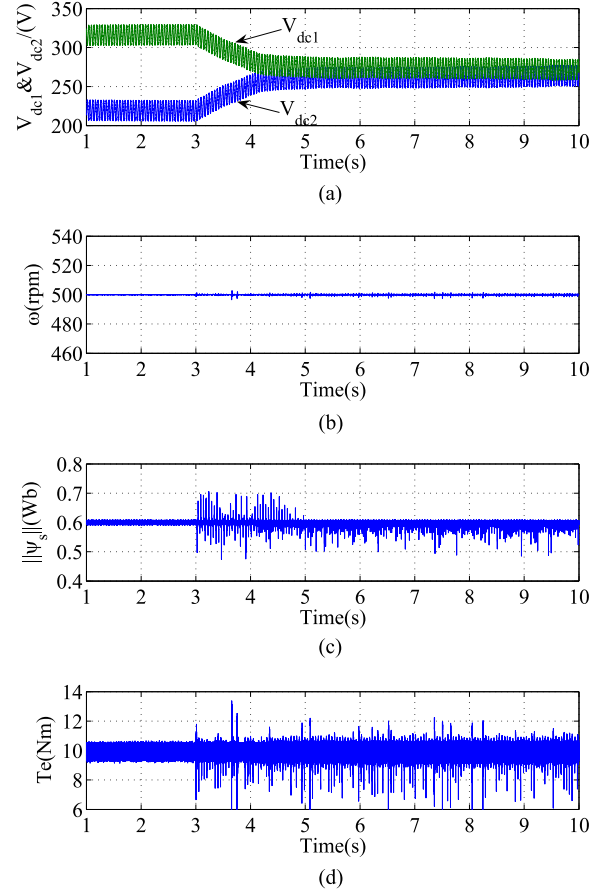 V_dc1&V_dc2/(V)
350
300
250
200
V_dc1
V_dc2
1 2 3 4 5 6 7 8 9 10
Time(s)
(a)
ω(rpm)
540
520
500
480
460
1 2 3 4 5 6 7 8 9 10
Time(s)
(b)
||ψ_s||(Wb)
0.8
0.7
0.6
0.5
0.4
1 2 3 4 5 6 7 8 9 10
Time(s)
(c)
Te(Nm)
14
12
10
8
6
1 2 3 4 5 6 7 8 9 10
Time(s)
(d)